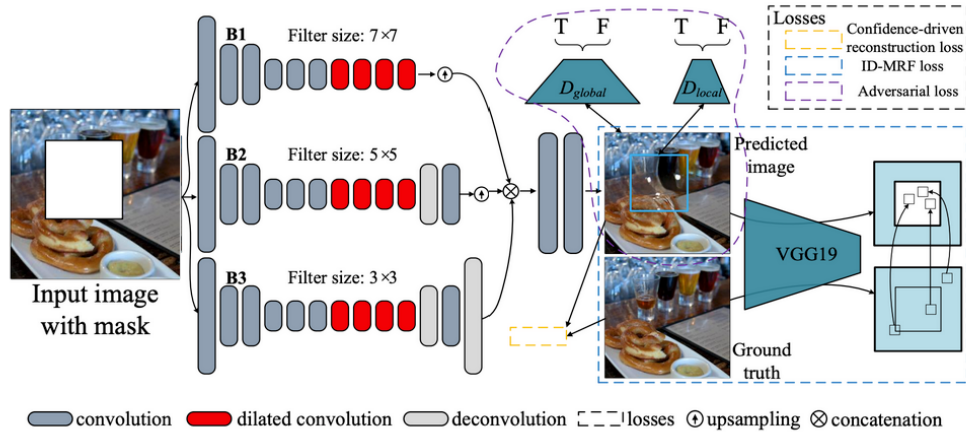 B1
Filter size: 7×7
T F
T F
Losses
Confidence-driven
reconstruction loss
ID-MRF loss
Adversarial loss
D_global
D_local
B2
Filter size: 5×5
Predicted
image
VGG19
B3
Filter size: 3×3
Input image
with mask
Ground
truth
convolution
dilated convolution
deconvolution
losses
upsampling
concatenation